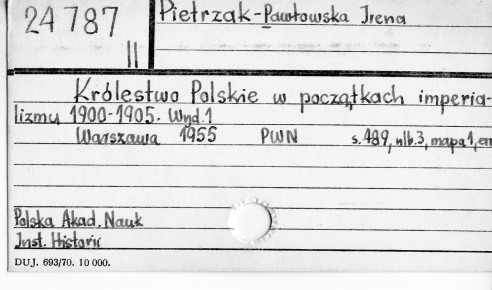 24787
II
Pietrzak-Pawłowska Irena
Królestwo Polskie w początkach imperia-
lizmu 1900-1905. Wyd.1
Warszawa 1955 PWN s.489, nlb.3, mapa 1, err
Polska Akad. Nauk
Inst. Historii
DUJ. 693/70. 10 000.